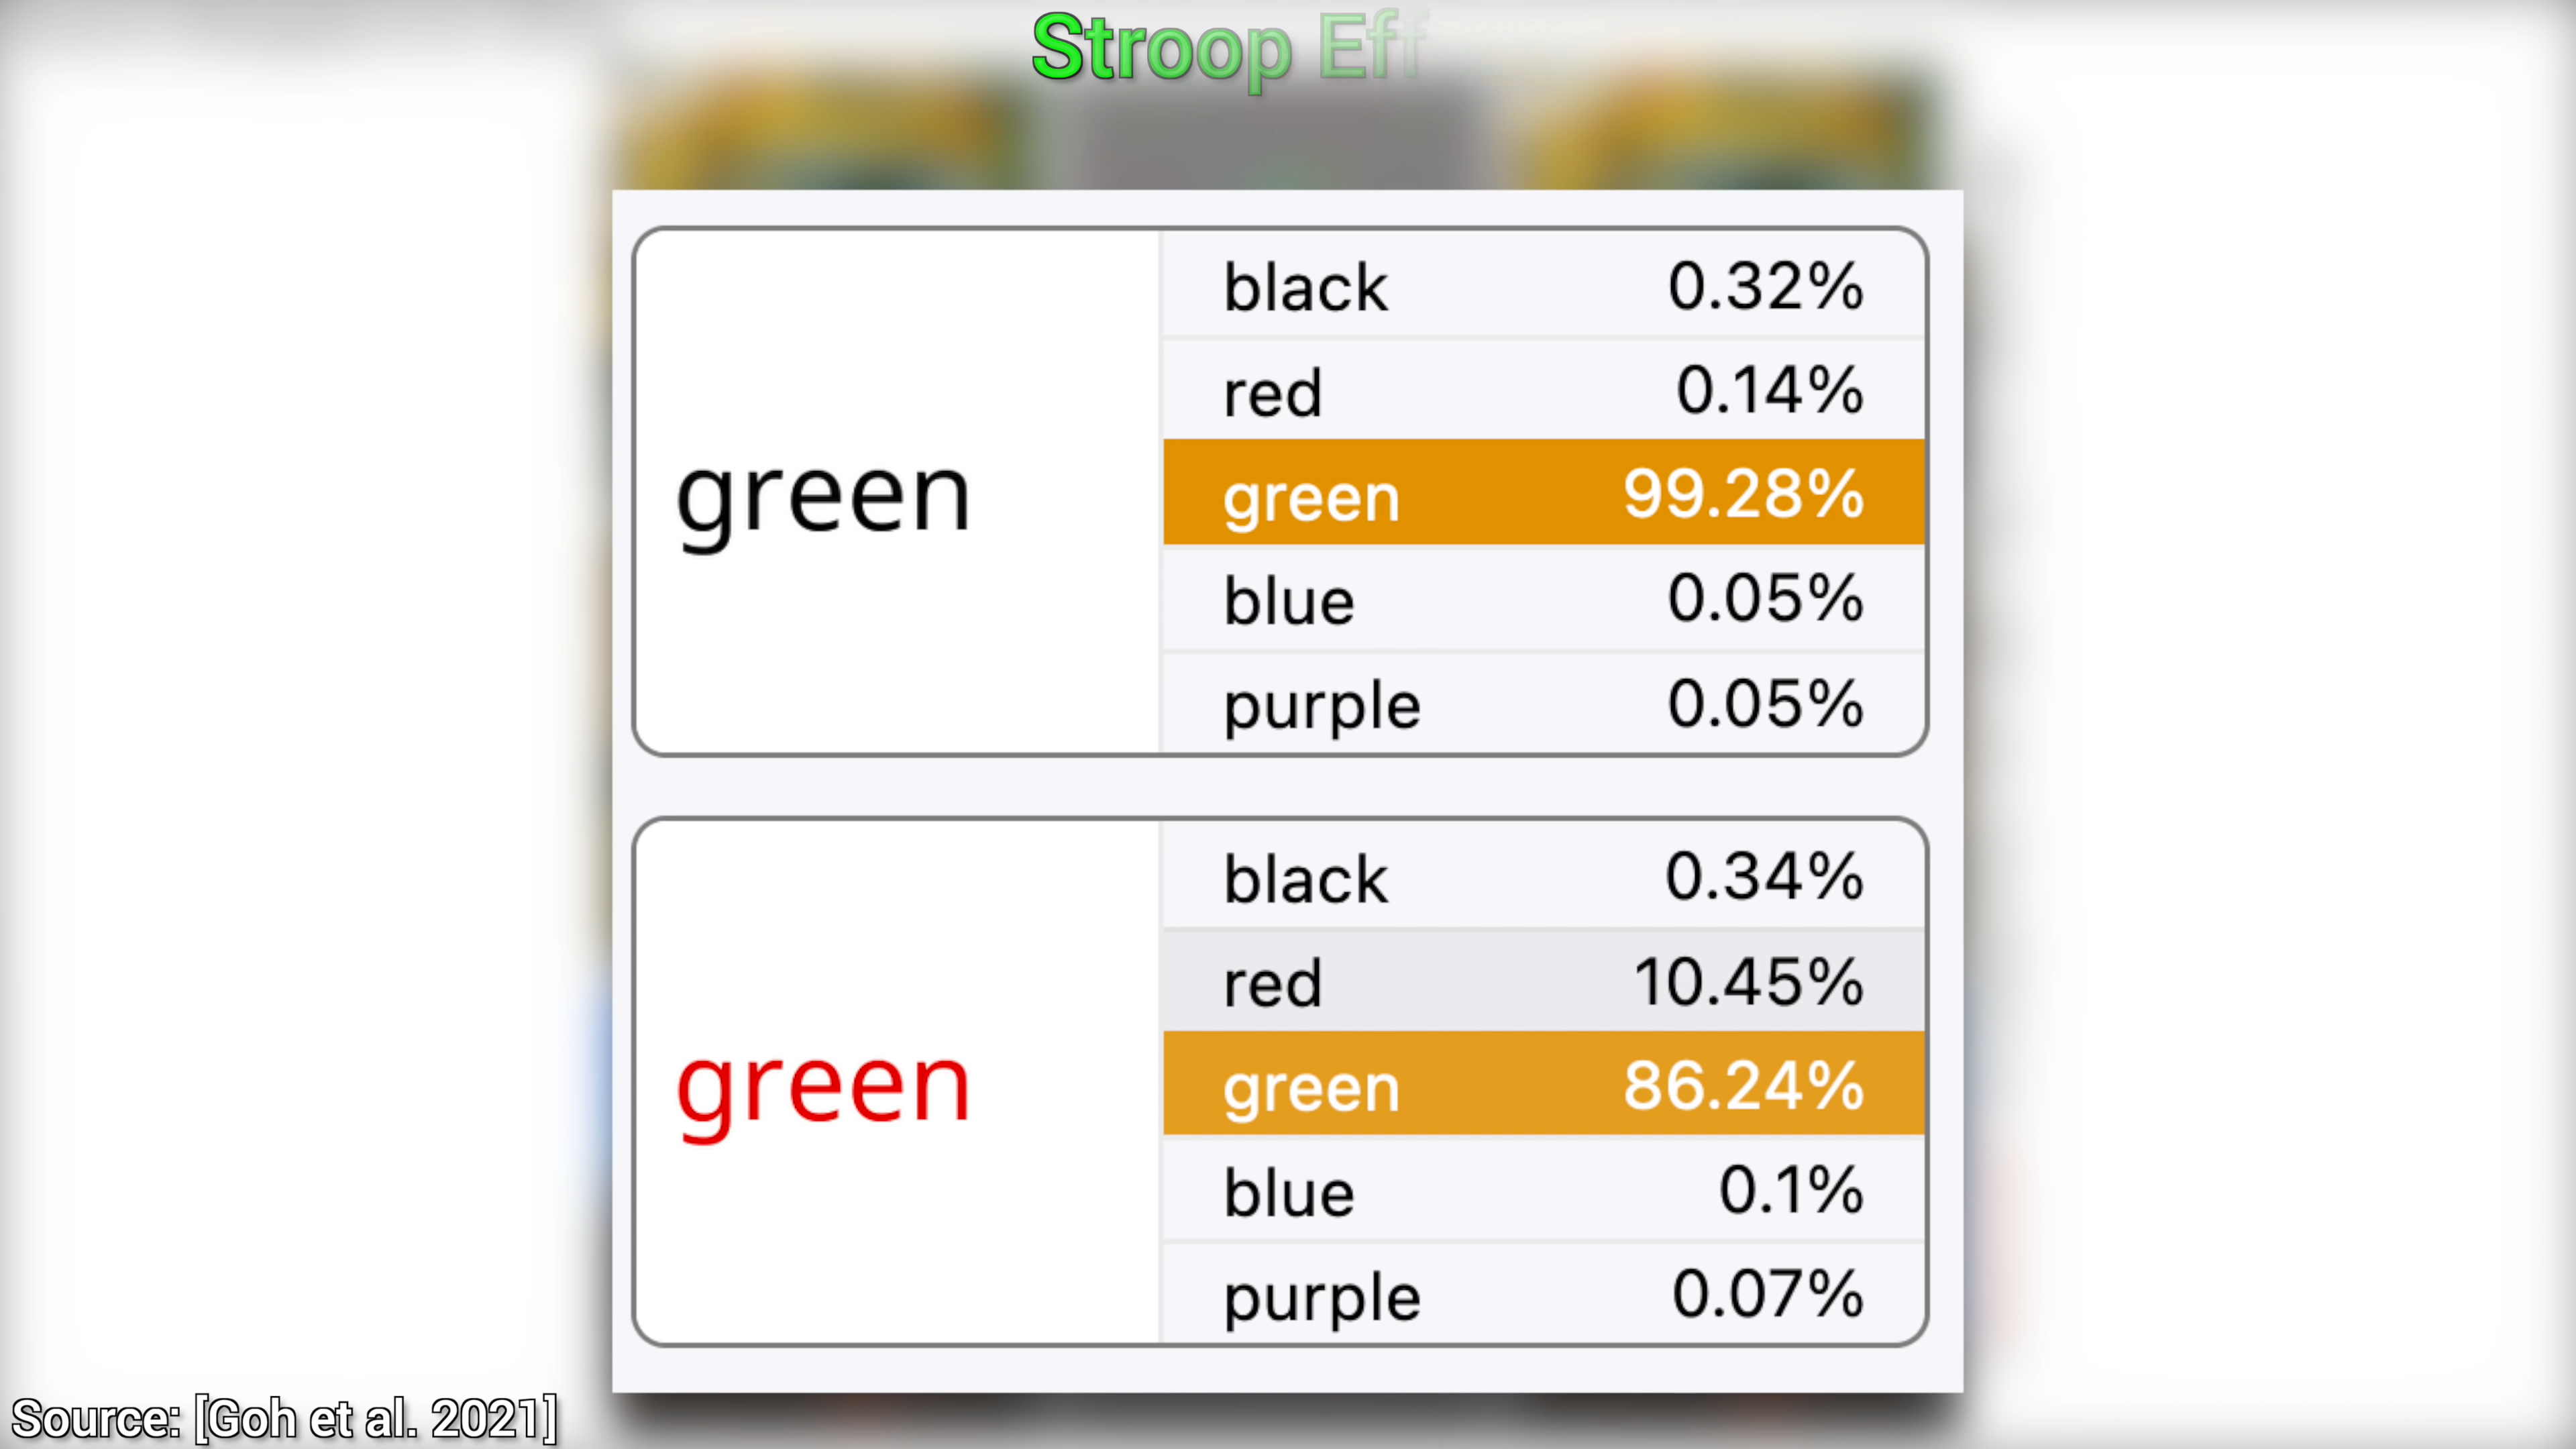 Stroop Eff
green
black 0.32%
red 0.14%
green 99.28%
blue 0.05%
purple 0.05%
green
black 0.34%
red 10.45%
green 86.24%
blue 0.1%
purple 0.07%
Source: [Goh et al. 2021]